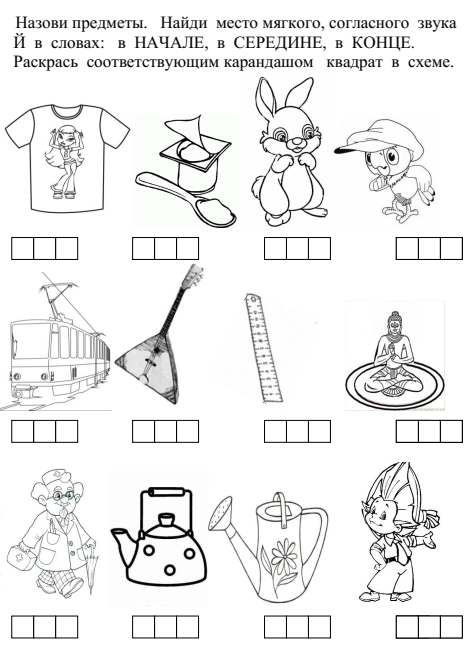 Назови предметы. Найди место мягкого, согласного звука
Й в словах: в НАЧАЛЕ, в СЕРЕДИНЕ, в КОНЦЕ.
Раскрась соответствующим карандашом квадрат в схеме.